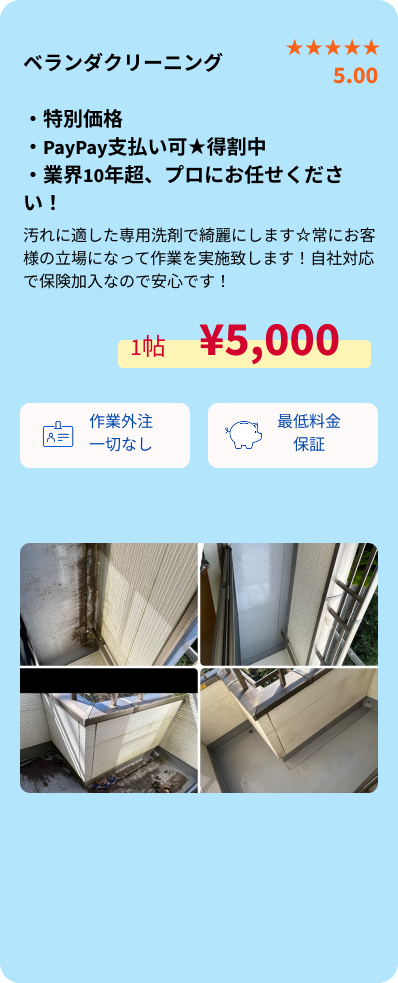 ベランダクリーニング
★★★★★
5.00
・特別価格
・PayPay支払い可★得割中
・業界10年超、プロにお任せくださ
い！
汚れに適した専用洗剤で綺麗にします☆常にお客
様の立場になって作業を実施致します！自社対応
で保険加入なので安心です！
1帖 ¥5,000
作業外注
一切なし
最低料金
保証